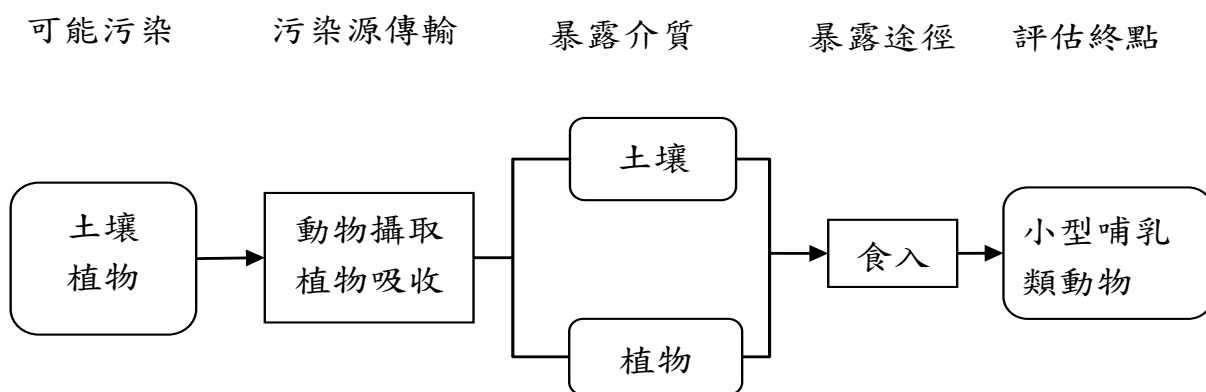 可能污染
污染源傳輸
暴露介質
暴露途徑
評估終點
土壤
植物
動物攝取
植物吸收
土壤
植物
食入
小型哺乳
類動物